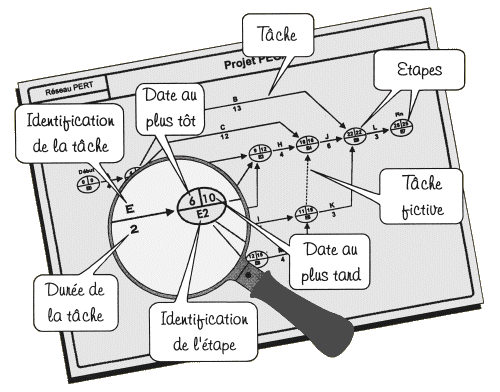 Tâche
Réseau PERT
Etapes
Identification
de la tâche
Date au
plus tôt
B
13
C
12
H
4
J
6
L
3
Début
Fin
E
2
6 10
E2
I
K
3
4
Tâche
fictive
Durée de
la tâche
Identification
de l'étape
Date au
plus tard